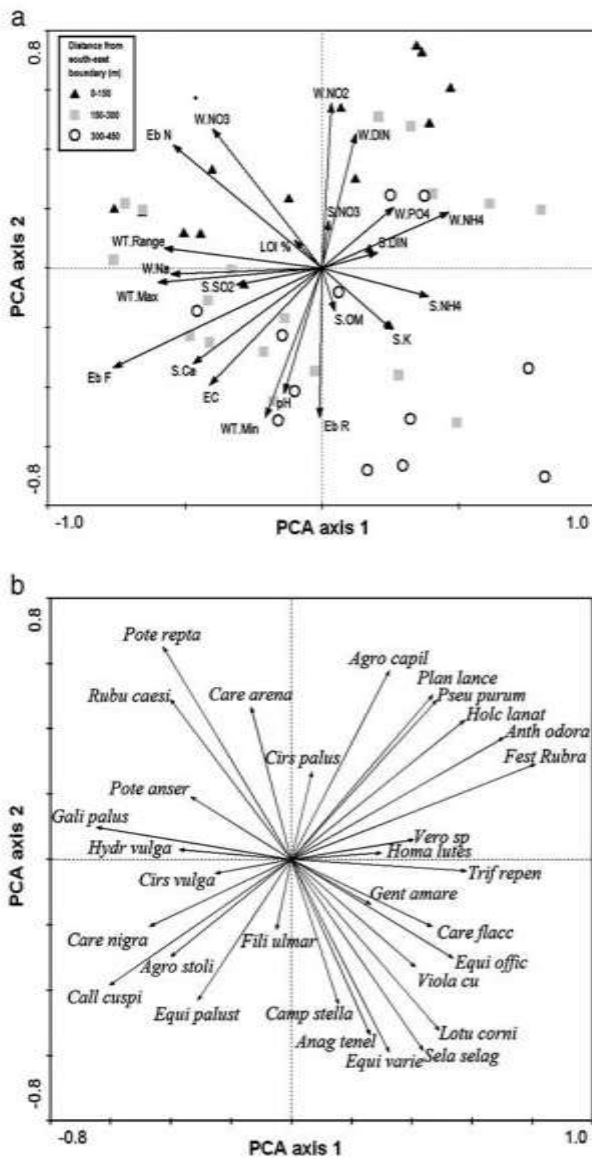 a
0.8
Distance from
south-east
boundary (m)
0-150
150-300
300-450
W.NO3
W.NO2
Eb N
W.DIN
S.NO3
W.PO4
W.NH4
WT.Range
LOI %
S.DIN
W.Na
S.SO2
WT.Max
S.OM
S.NH4
S.K
Eb F
S.Ca
EC
pH
WT.Min
Eb R
PCA axis 2
-0.8
-1.0
PCA axis 1
1.0
b
0.8
Pote repta
Agro capil
Rubu caesi
Care arena
Plan lance
Pseu purum
Holc lanat
Anth odora
Cirs palus
Fest Rubra
Pote anser
Gali palus
Vero sp
Hydr vulga
Homa lutes
Cirs vulga
Trif repen
Gent amare
Care nigra
Fili ulmar
Care flacc
Agro stoli
Equi offic
Viola cu
Call cuspi
Equi palust
Camp stella
Lotu corni
Anag tenel
Equi varie
Sela selag
PCA axis 2
-0.8
-0.8
PCA axis 1
1.0